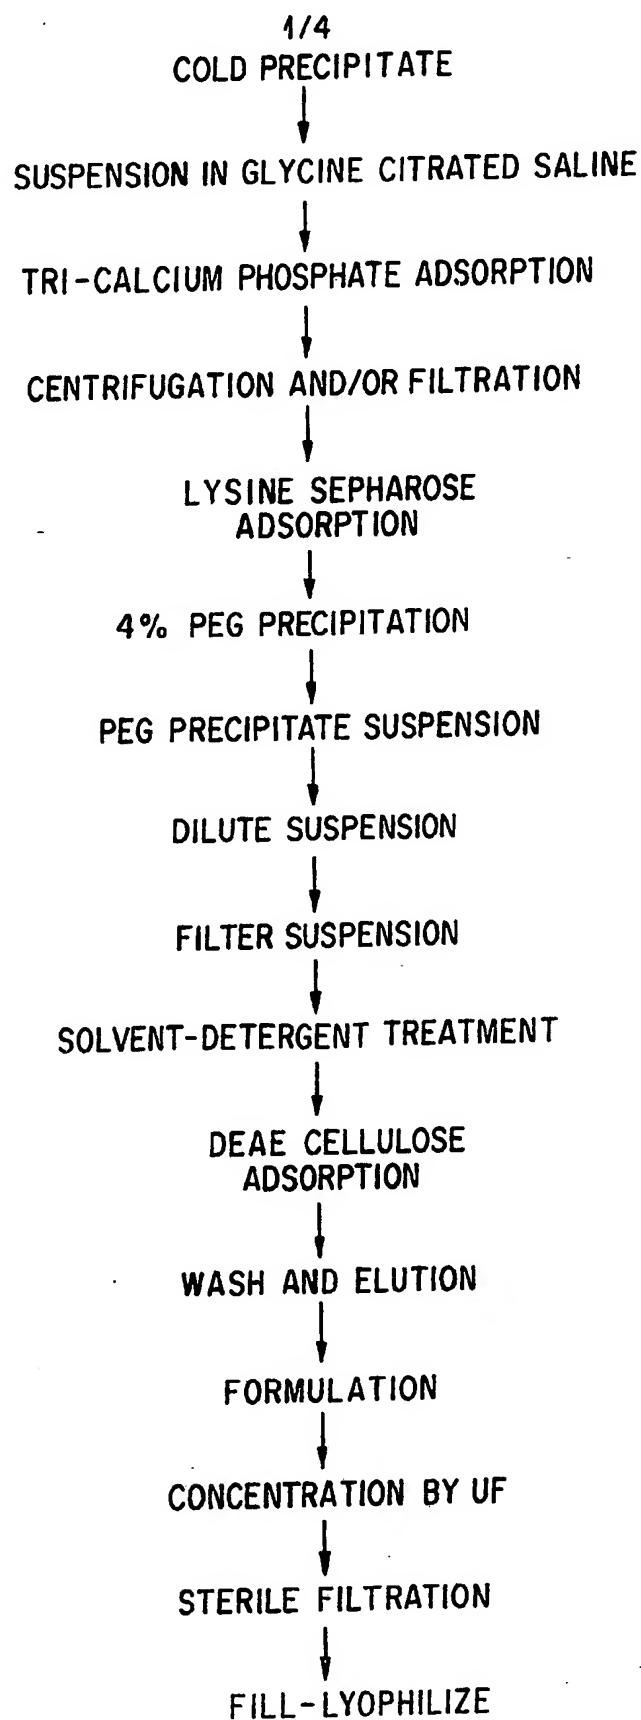 1/4
COLD PRECIPITATE
SUSPENSION IN GLYCINE CITRATED SALINE
TRI-CALCIUM PHOSPHATE ADSORPTION
CENTRIFUGATION AND/OR FILTRATION
LYSINE SEPHAROSE
ADSORPTION
4% PEG PRECIPITATION
PEG PRECIPITATE SUSPENSION
DILUTE SUSPENSION
FILTER SUSPENSION
SOLVENT-DETERGENT TREATMENT
DEAE CELLULOSE
ADSORPTION
WASH AND ELUTION
FORMULATION
CONCENTRATION BY UF
STERILE FILTRATION
FILL-LYOPHILIZE